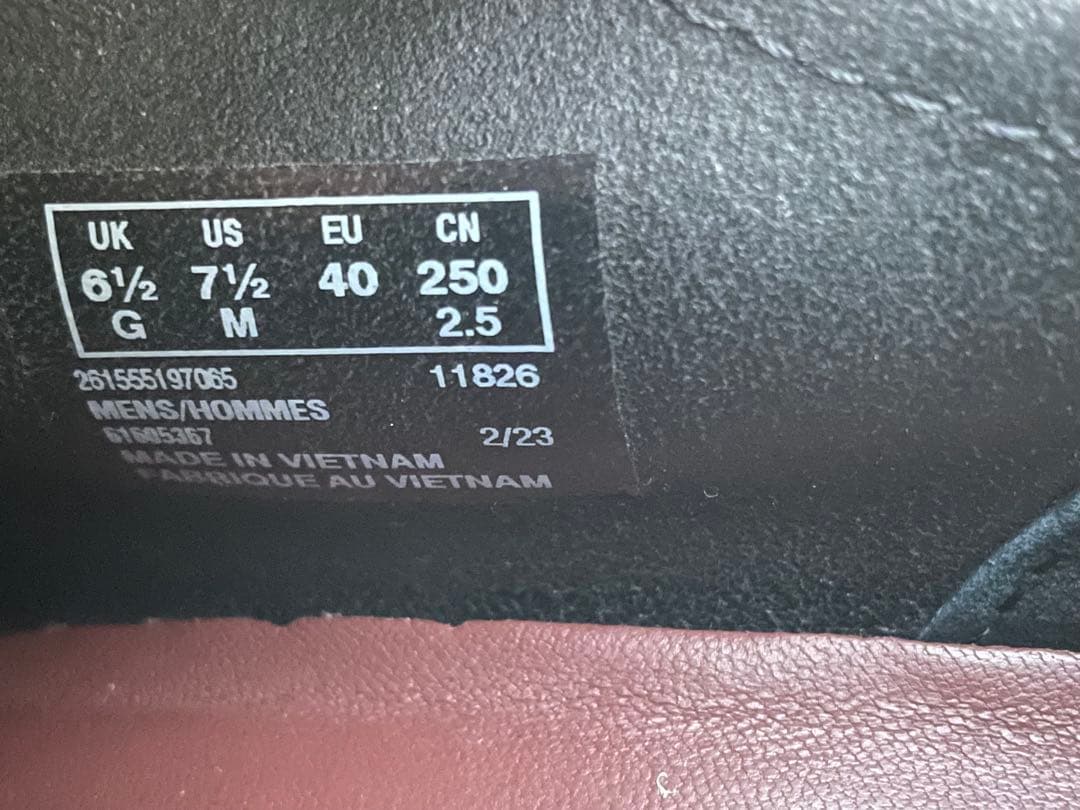 UK US EU CN
6½ 7½ 40 250
G M 2.5
261555197065 11826
MENS/HOMMES
2/23
MADE IN VIETNAM
FABRIQUE AU VIETNAM